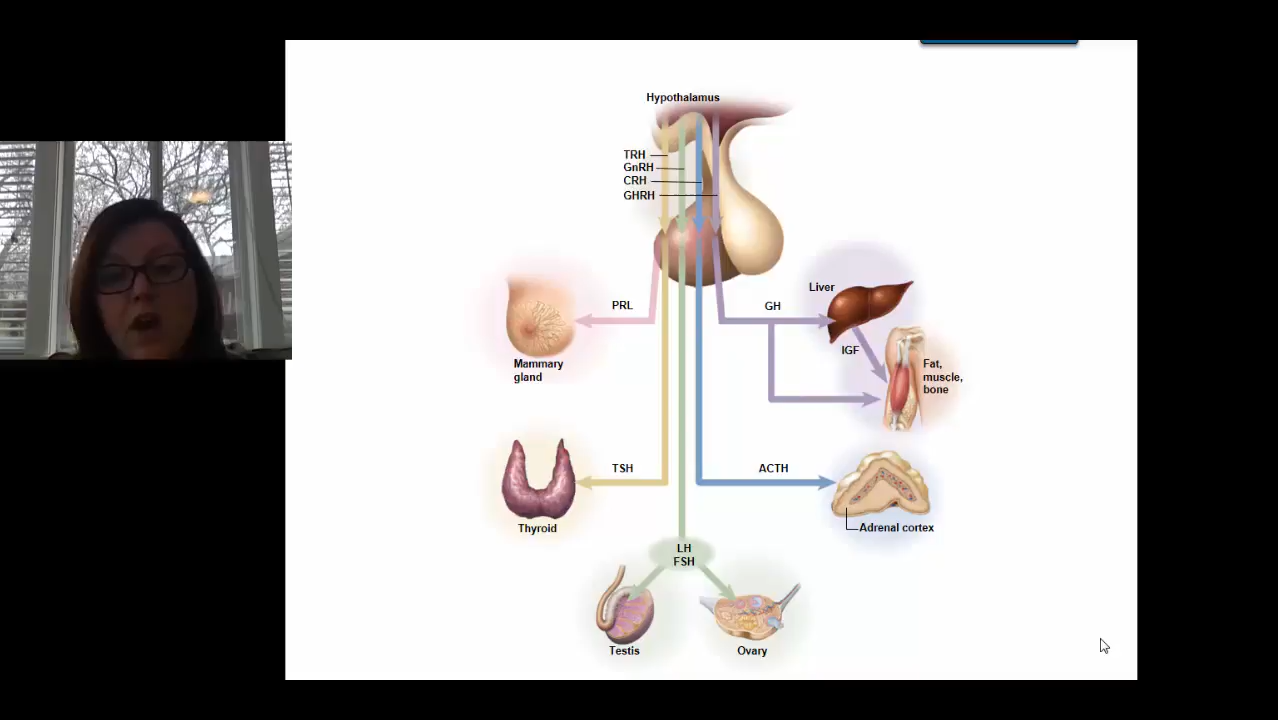 Hypothalamus
TRH
GnRH
CRH
GHRH
Liver
PRL
GH
IGF
Mammary
gland
Fat,
muscle,
bone
TSH
ACTH
Thyroid
Adrenal cortex
LH
FSH
Testis
Ovary